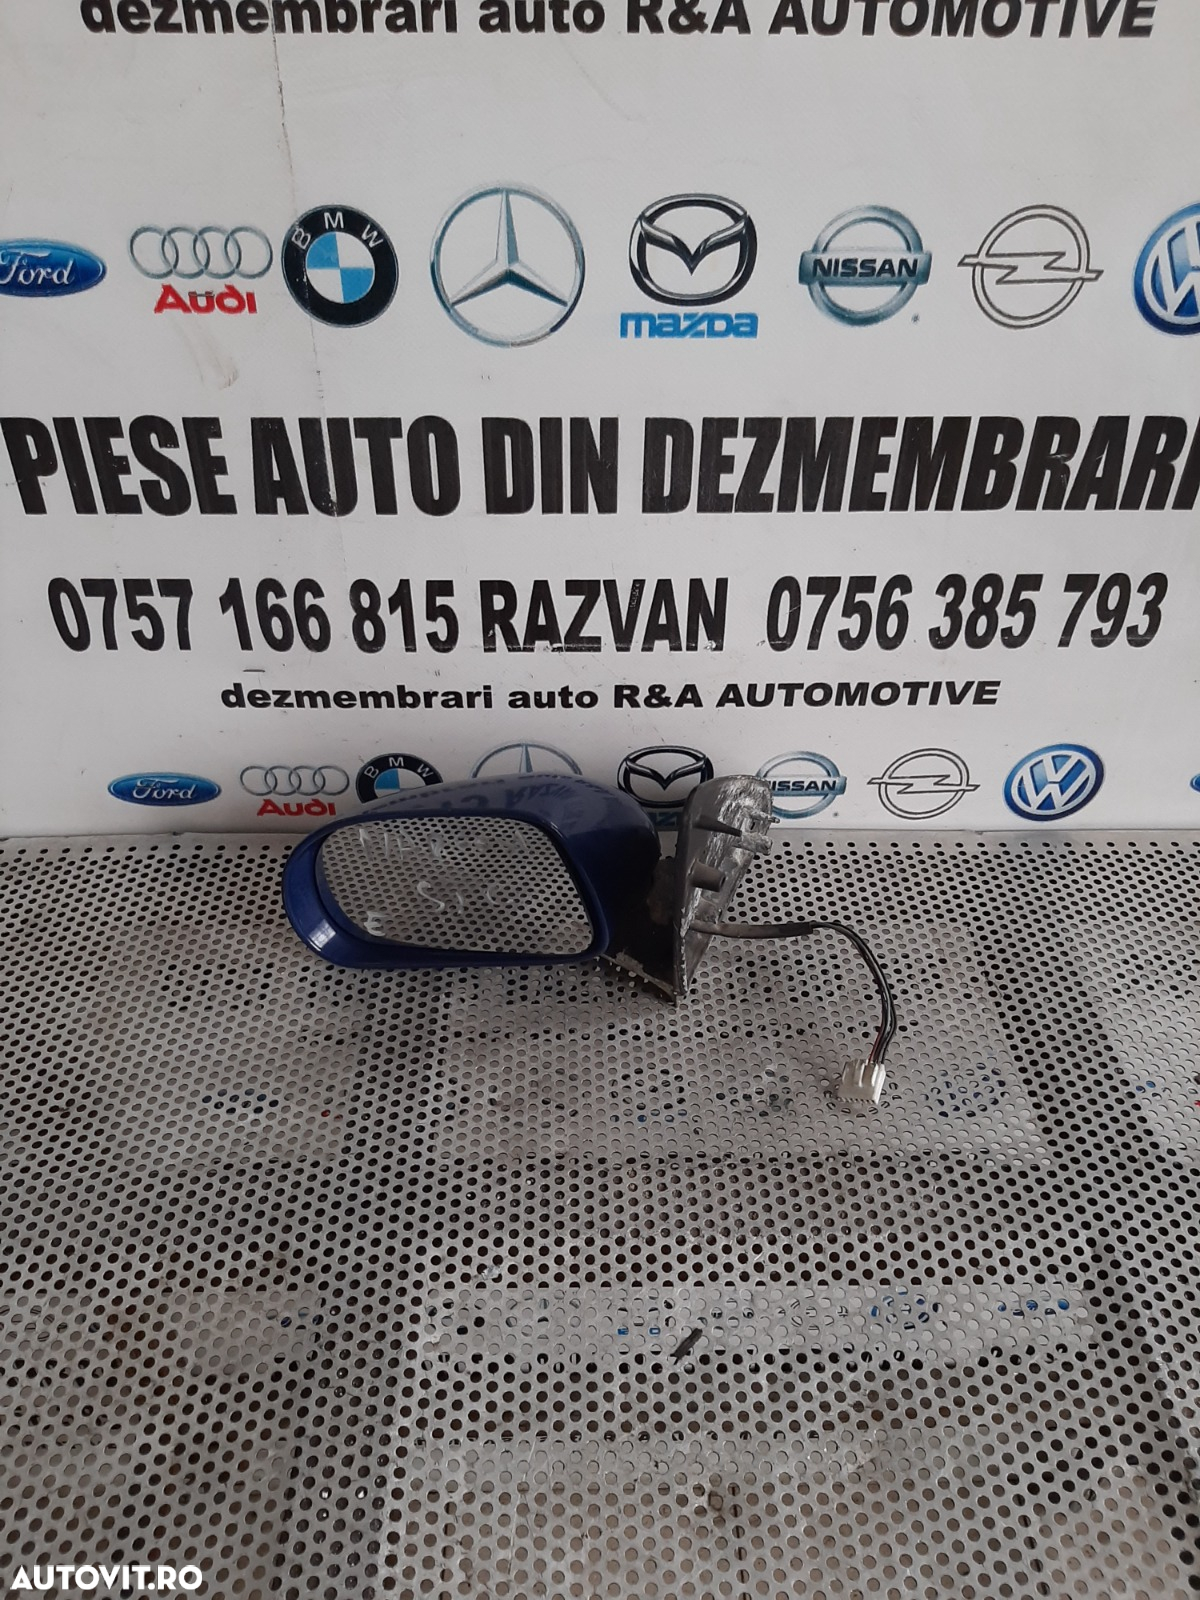 dezmembrari auto R&A AUTOMOTIVE
Ford Audi BMW mazda NISSAN
PIESE AUTO DIN DEZMEMBRARI
0757 166 815 RAZVAN 0756 385 793
dezmembrari auto R&A AUTOMOTIVE
Ford Audi BMW NISSAN
AUTOVIT.RO